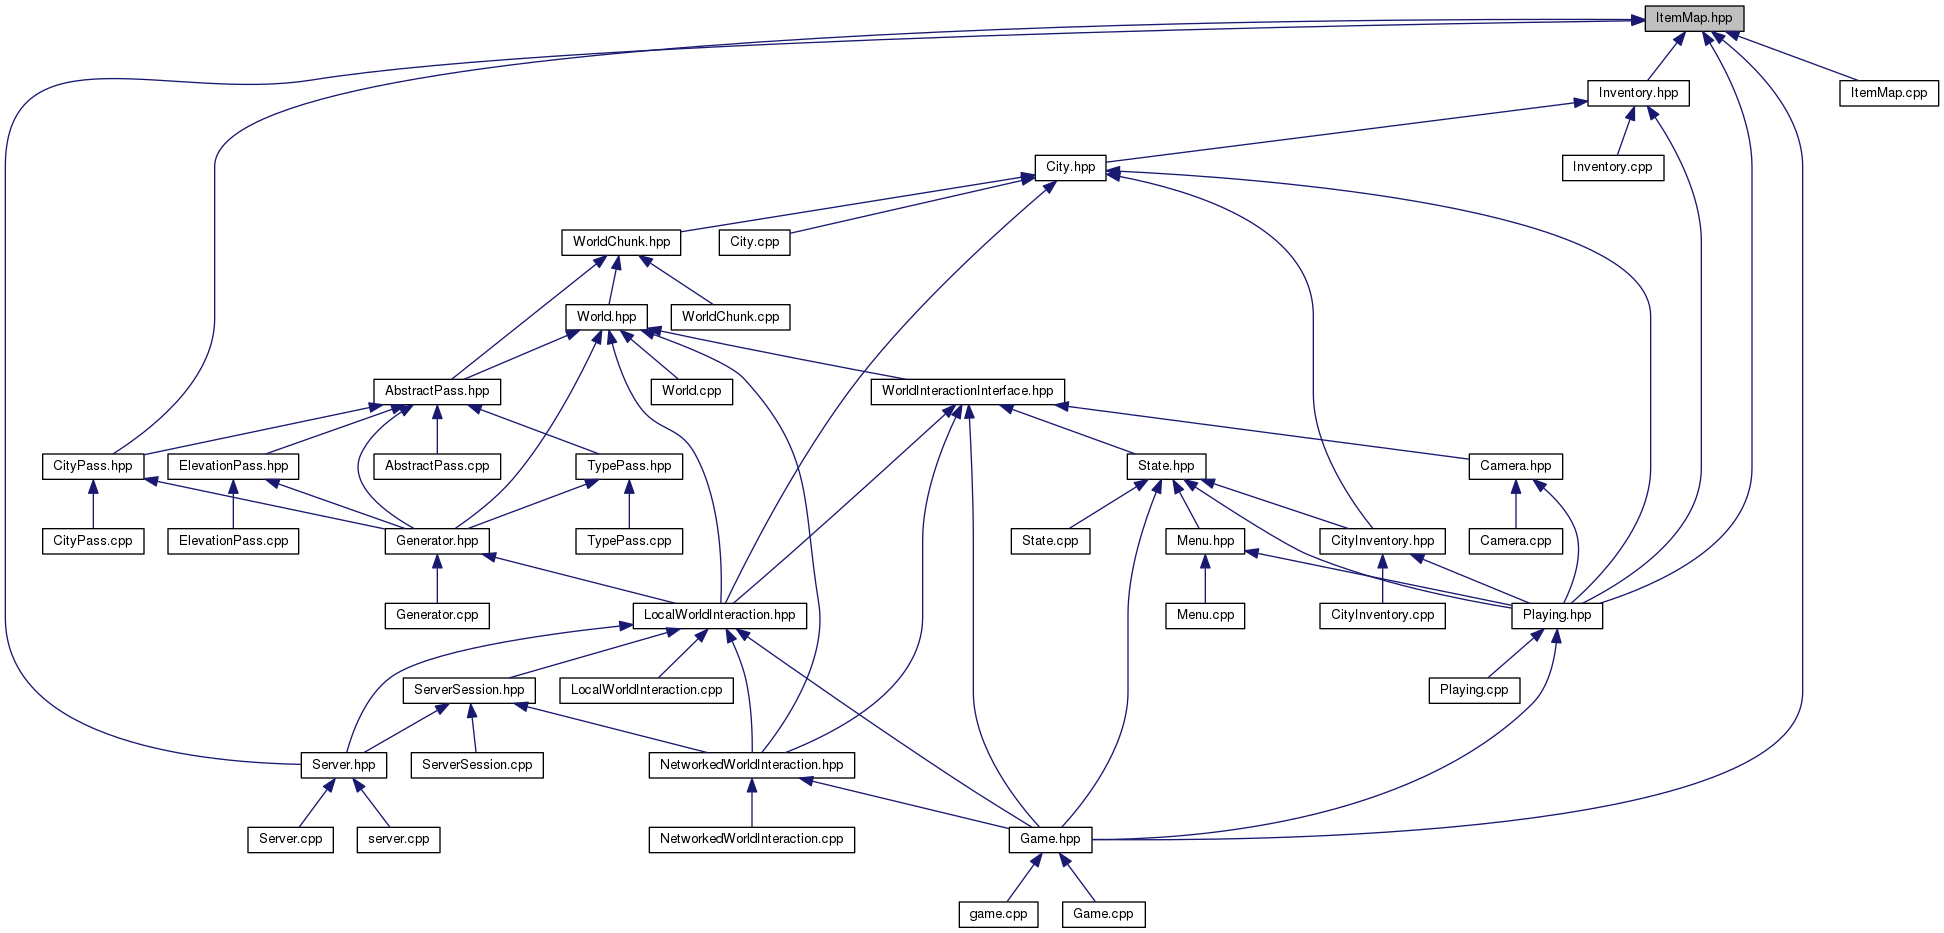 ItemMap.hpp
Inventory.hpp
ItemMap.cpp
City.hpp
Inventory.cpp
WorldChunk.hpp
City.cpp
World.hpp
WorldChunk.cpp
AbstractPass.hpp
World.cpp
WorldInteractionInterface.hpp
CityPass.hpp
ElevationPass.hpp
AbstractPass.cpp
TypePass.hpp
State.hpp
Camera.hpp
CityPass.cpp
ElevationPass.cpp
Generator.hpp
TypePass.cpp
State.cpp
Menu.hpp
CityInventory.hpp
Camera.cpp
Generator.cpp
LocalWorldInteraction.hpp
Menu.cpp
CityInventory.cpp
Playing.hpp
ServerSession.hpp
LocalWorldInteraction.cpp
Playing.cpp
Server.hpp
ServerSession.cpp
NetworkedWorldInteraction.hpp
Server.cpp
server.cpp
NetworkedWorldInteraction.cpp
Game.hpp
game.cpp
Game.cpp